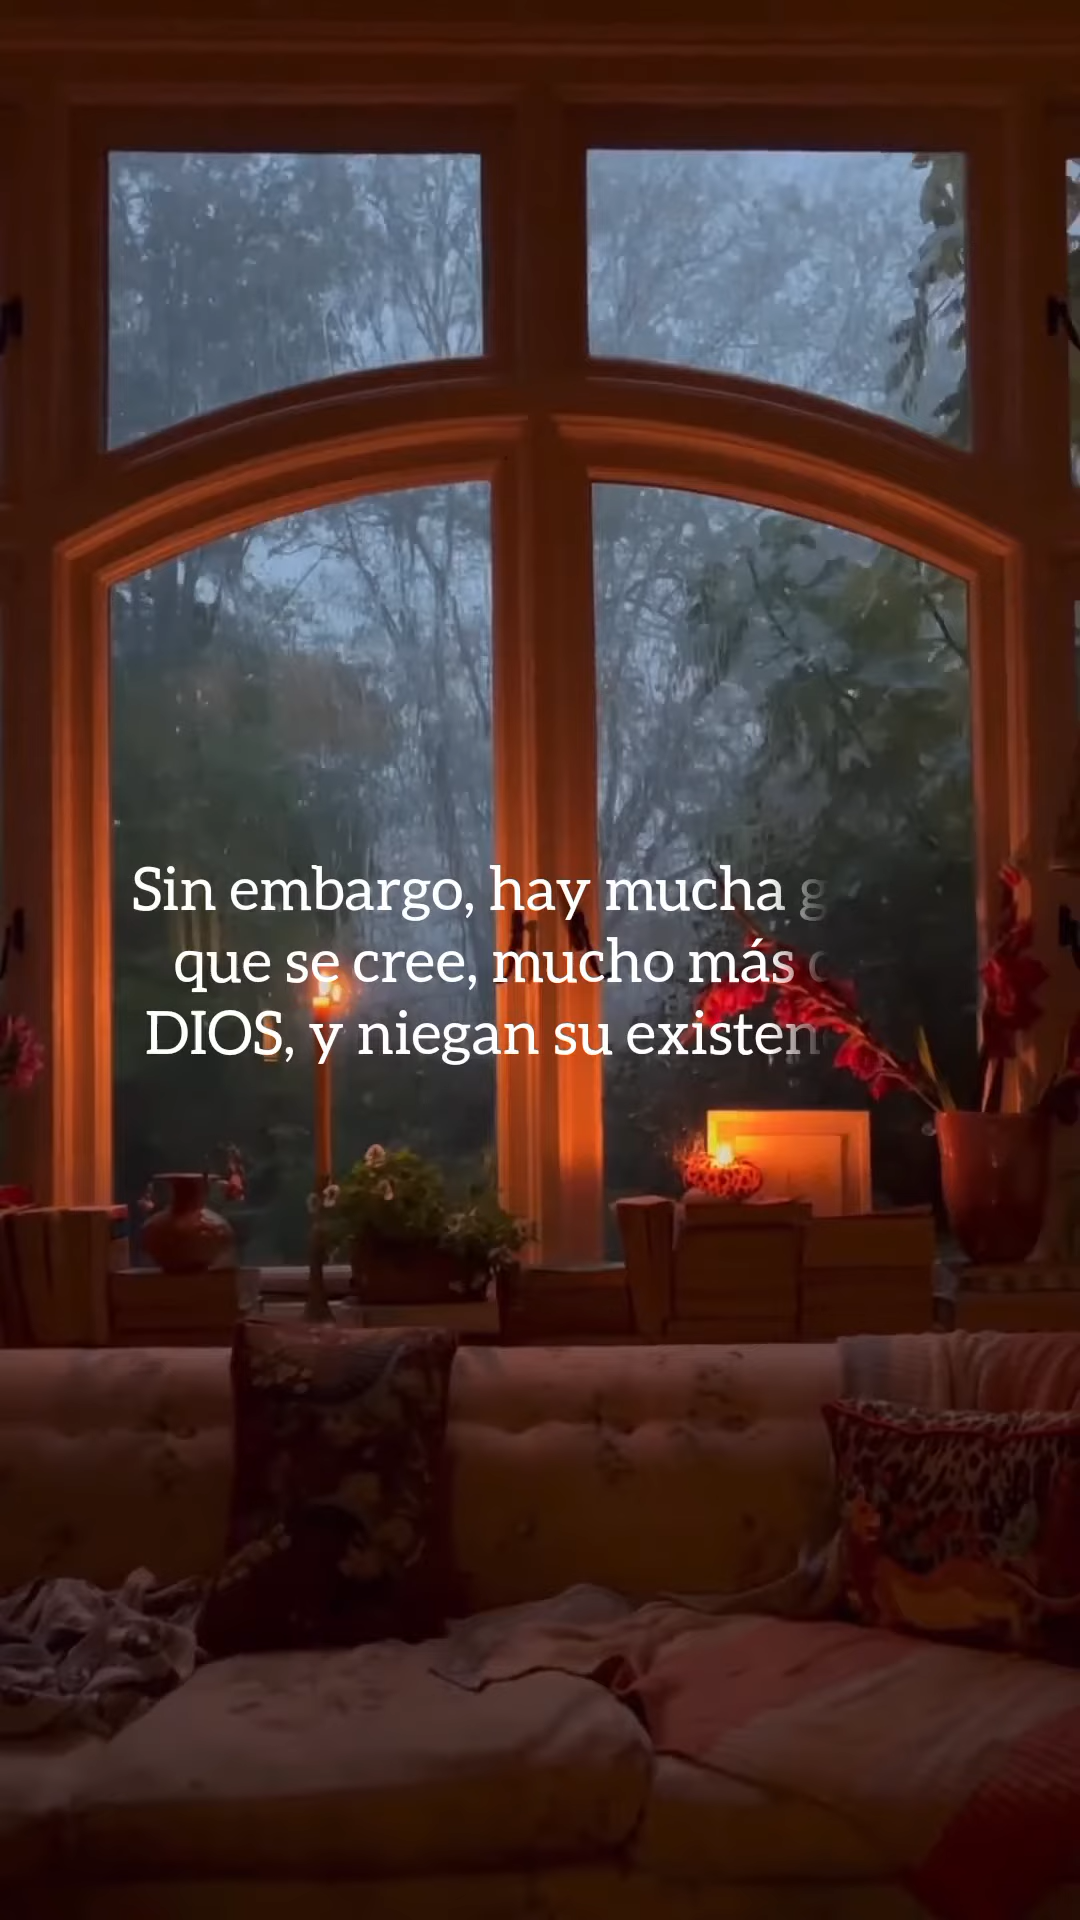 Sin embargo, hay mucha
que se cree, mucho más
DIOS, y niegan su